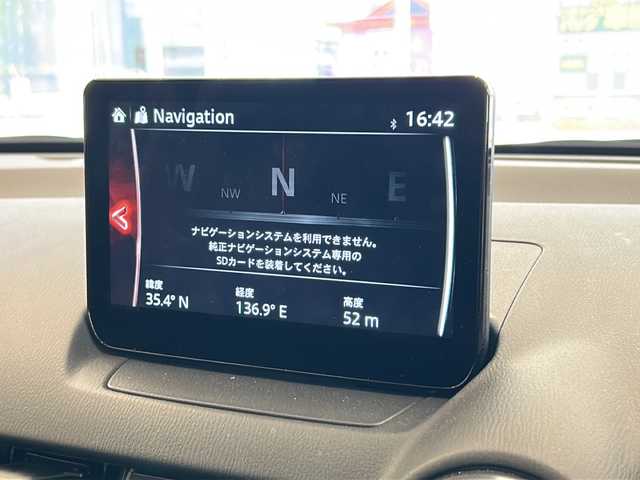 Navigation
16:42
W NW N NE E
ナビゲーションシステムを利用できません。
純正ナビゲーションシステム専用の
SDカードを装着してください。
緯度 経度 高度
35.4° N 136.9° E 52 m